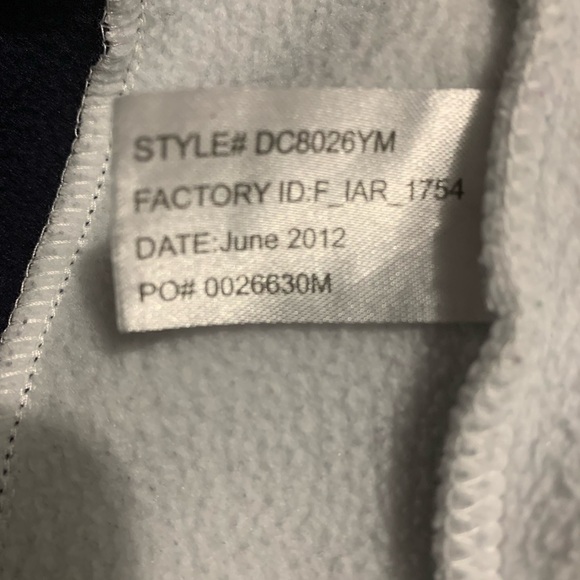 STYLE# DC8026YM
FACTORY ID:F_IAR_1754
DATE:June 2012
PO# 0026630M